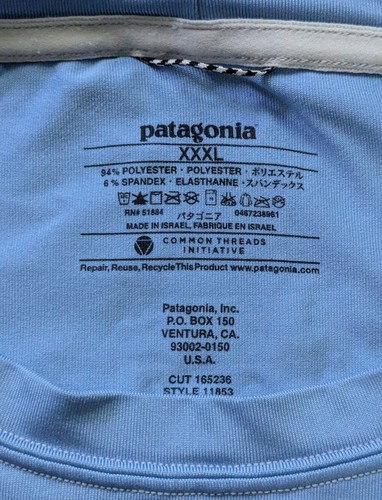 patagonia
XXXL
94% POLYESTER · POLYESTER · ポリエステル
6% SPANDEX · ELASTHANNE · スパンデックス
RN# 51884 パタゴニア 0467238961
MADE IN ISRAEL, FABRIQUE EN ISRAEL
COMMON THREADS
INITIATIVE
Repair, Reuse, Recycle This Product www.patagonia.com
Patagonia, Inc.
P.O. BOX 150
VENTURA, CA.
93002-0150
U.S.A.
CUT 165236
STYLE 11853